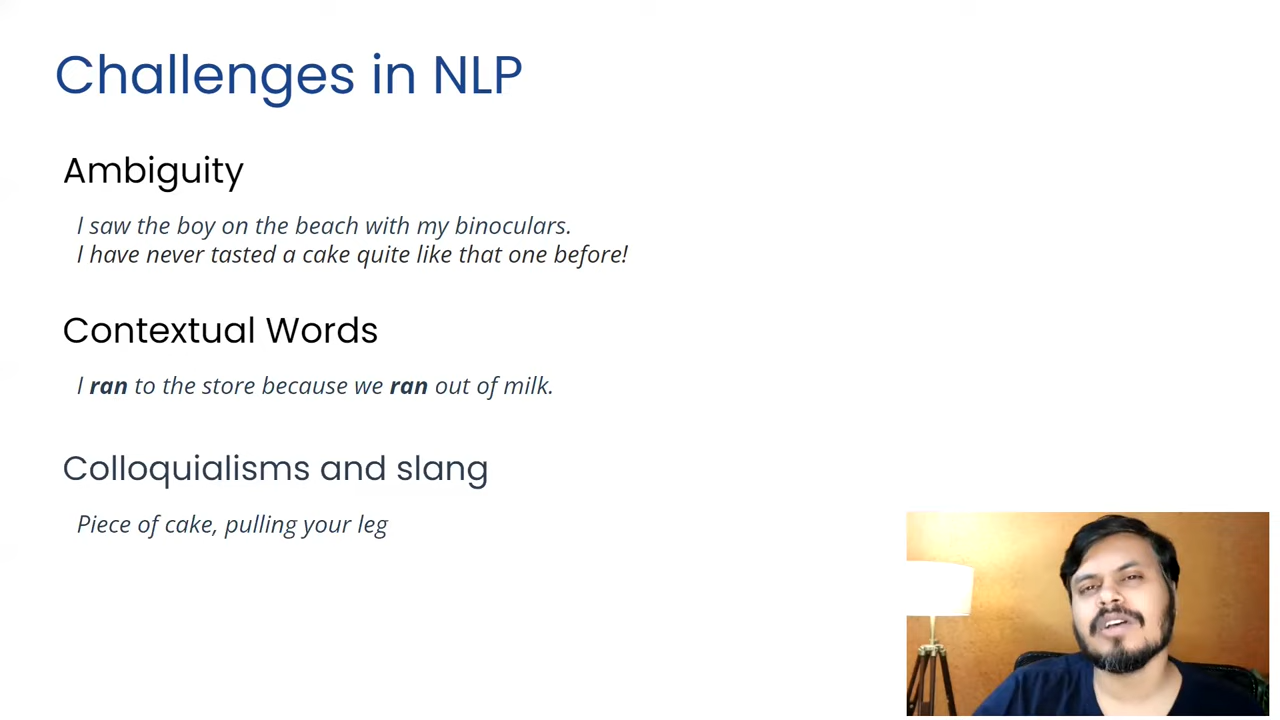 Challenges in NLP
Ambiguity
I saw the boy on the beach with my binoculars.
I have never tasted a cake quite like that one before!
Contextual Words
I ran to the store because we ran out of milk.
Colloquialisms and slang
Piece of cake, pulling your leg